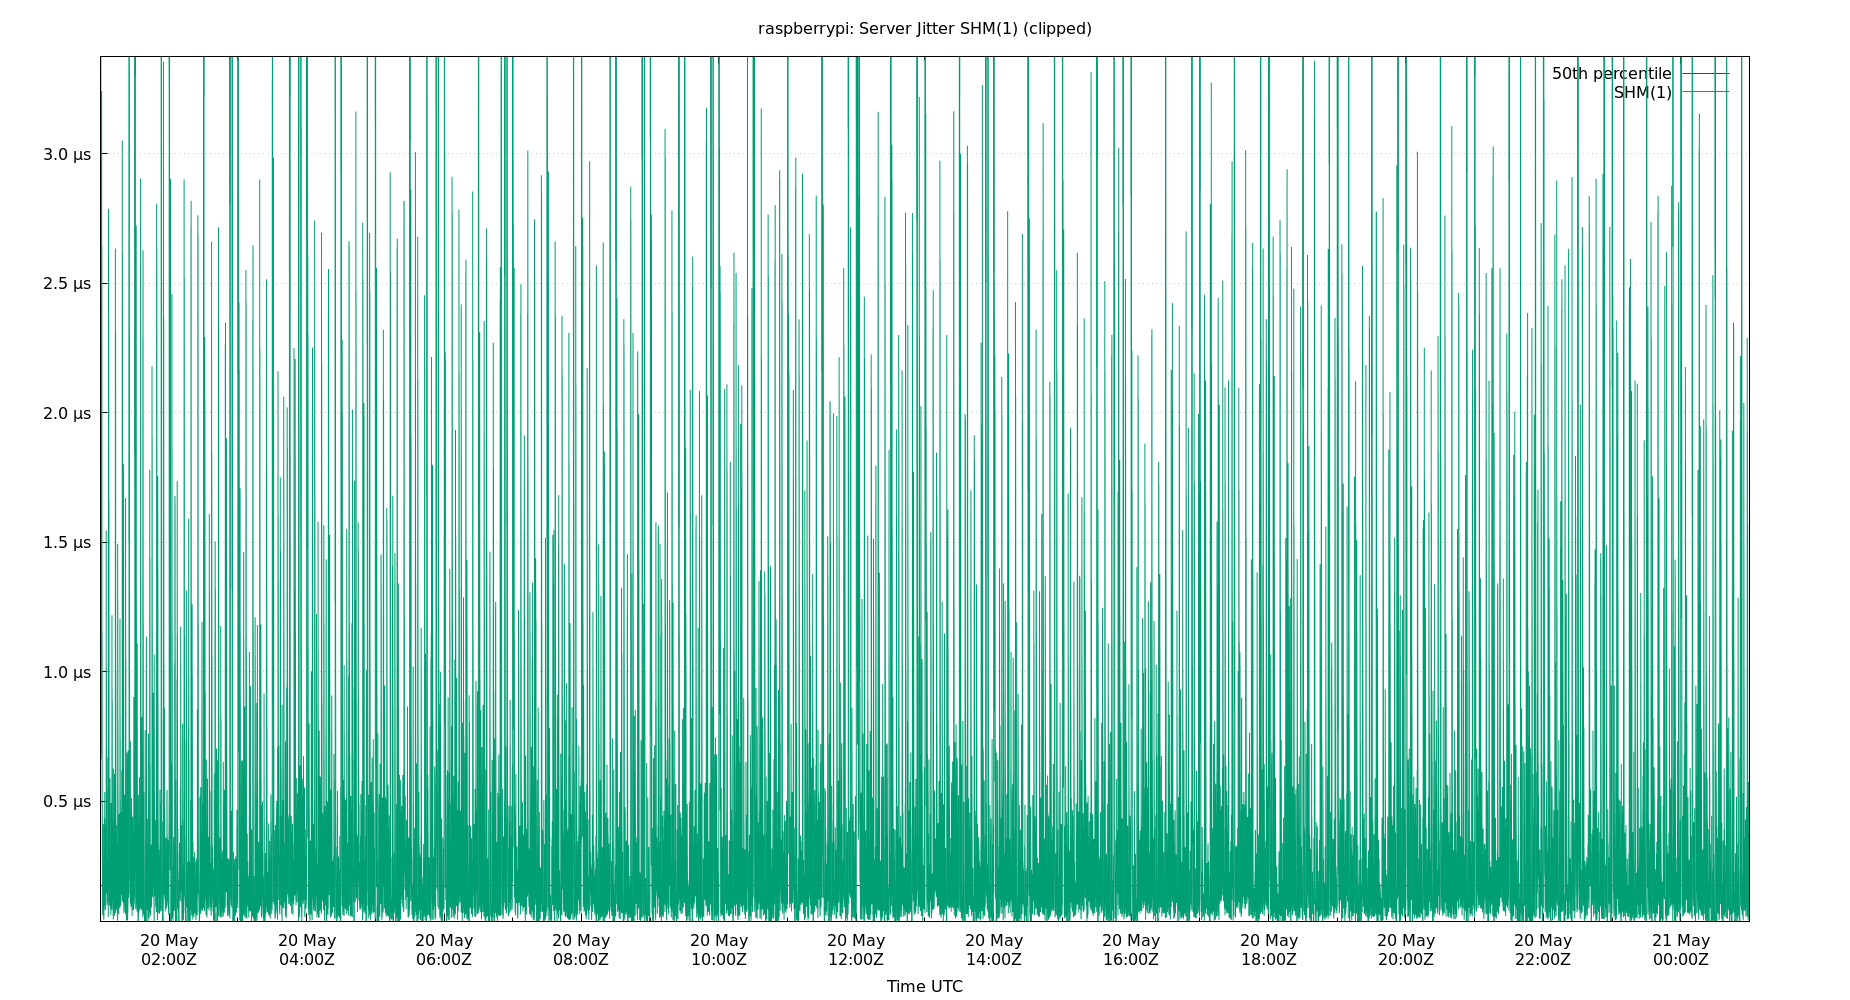 raspberrypi: Server Jitter SHM(1) (clipped)
50th percentile
SHM(1)
3.0 µs
2.5 µs
2.0 µs
1.5 µs
1.0 µs
0.5 µs
20 May 20 May 20 May 20 May 20 May 20 May 20 May 20 May 20 May 20 May 20 May 21 May
02:00Z 04:00Z 06:00Z 08:00Z 10:00Z 12:00Z 14:00Z 16:00Z 18:00Z 20:00Z 22:00Z 00:00Z
Time UTC